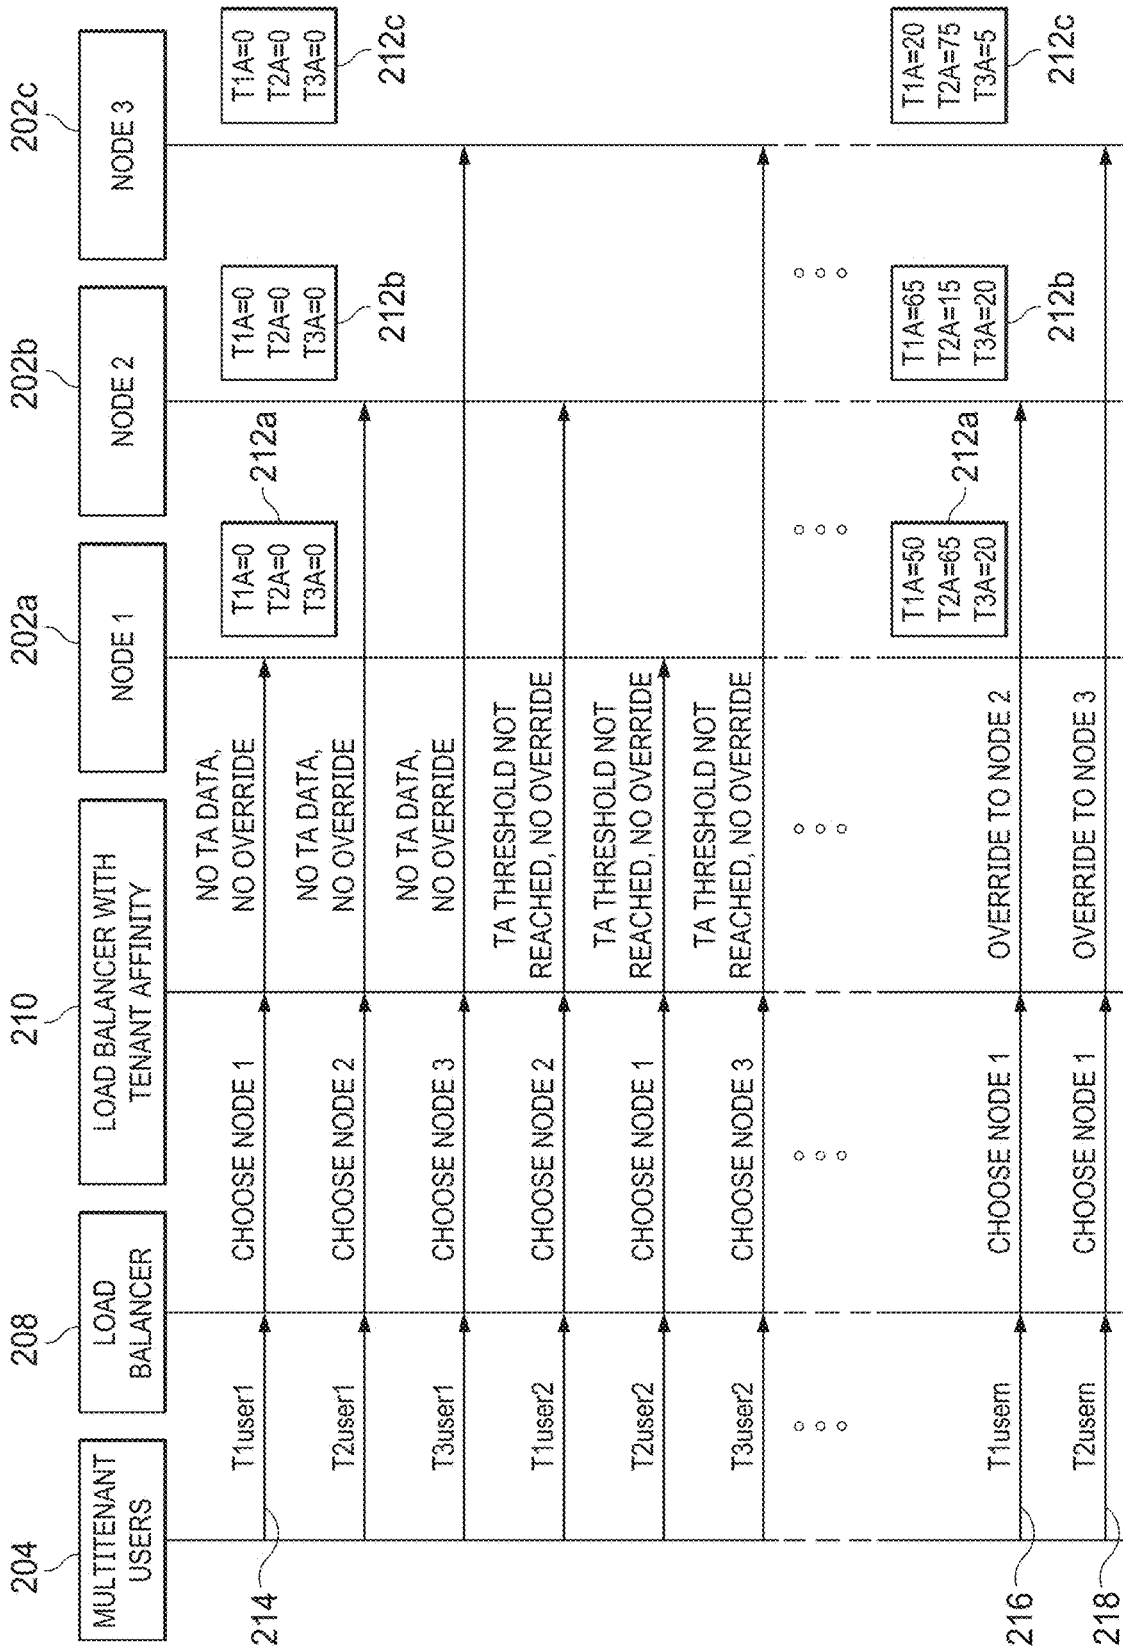 204
208
210
202a
202b
202c
MULTITENANT
USERS
LOAD
BALANCER
LOAD BALANCER WITH
TENANT AFFINITY
NODE 1
NODE 2
NODE 3
T1A=0
T2A=0
T3A=0
212a
T1A=0
T2A=0
T3A=0
212b
T1A=0
T2A=0
T3A=0
212c
214
T1user1
CHOOSE NODE 1
NO TA DATA,
NO OVERRIDE
T2user1
CHOOSE NODE 2
NO TA DATA,
NO OVERRIDE
T3user1
CHOOSE NODE 3
NO TA DATA,
NO OVERRIDE
T1user2
CHOOSE NODE 2
TA THRESHOLD NOT
REACHED, NO OVERRIDE
T2user2
CHOOSE NODE 1
TA THRESHOLD NOT
REACHED, NO OVERRIDE
T3user2
CHOOSE NODE 3
TA THRESHOLD NOT
REACHED, NO OVERRIDE
T1A=50
T2A=65
T3A=20
212a
T1A=65
T2A=15
T3A=20
212b
T1A=20
T2A=75
T3A=5
212c
216
T1usern
CHOOSE NODE 1
OVERRIDE TO NODE 2
218
T2usern
CHOOSE NODE 1
OVERRIDE TO NODE 3